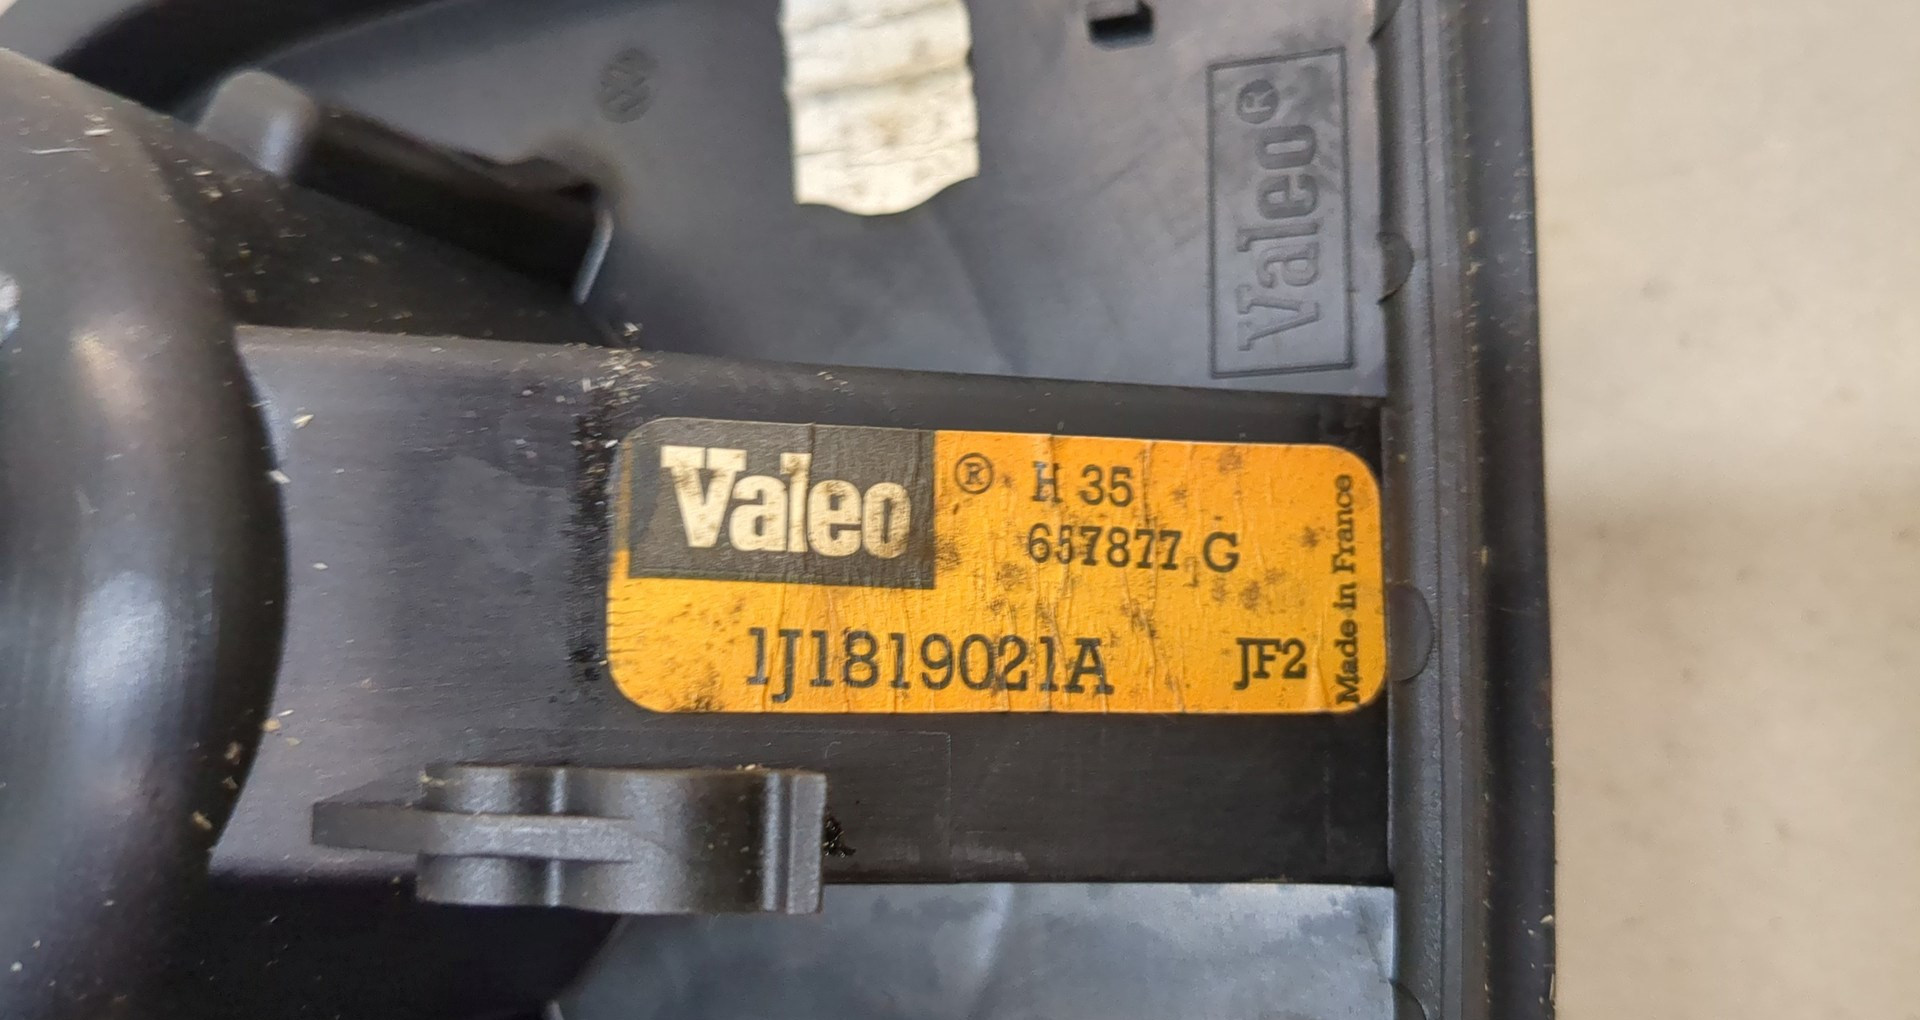 Valeo®
Valeo ® H 35
657877 G
1J1819021A JF2
Made in France